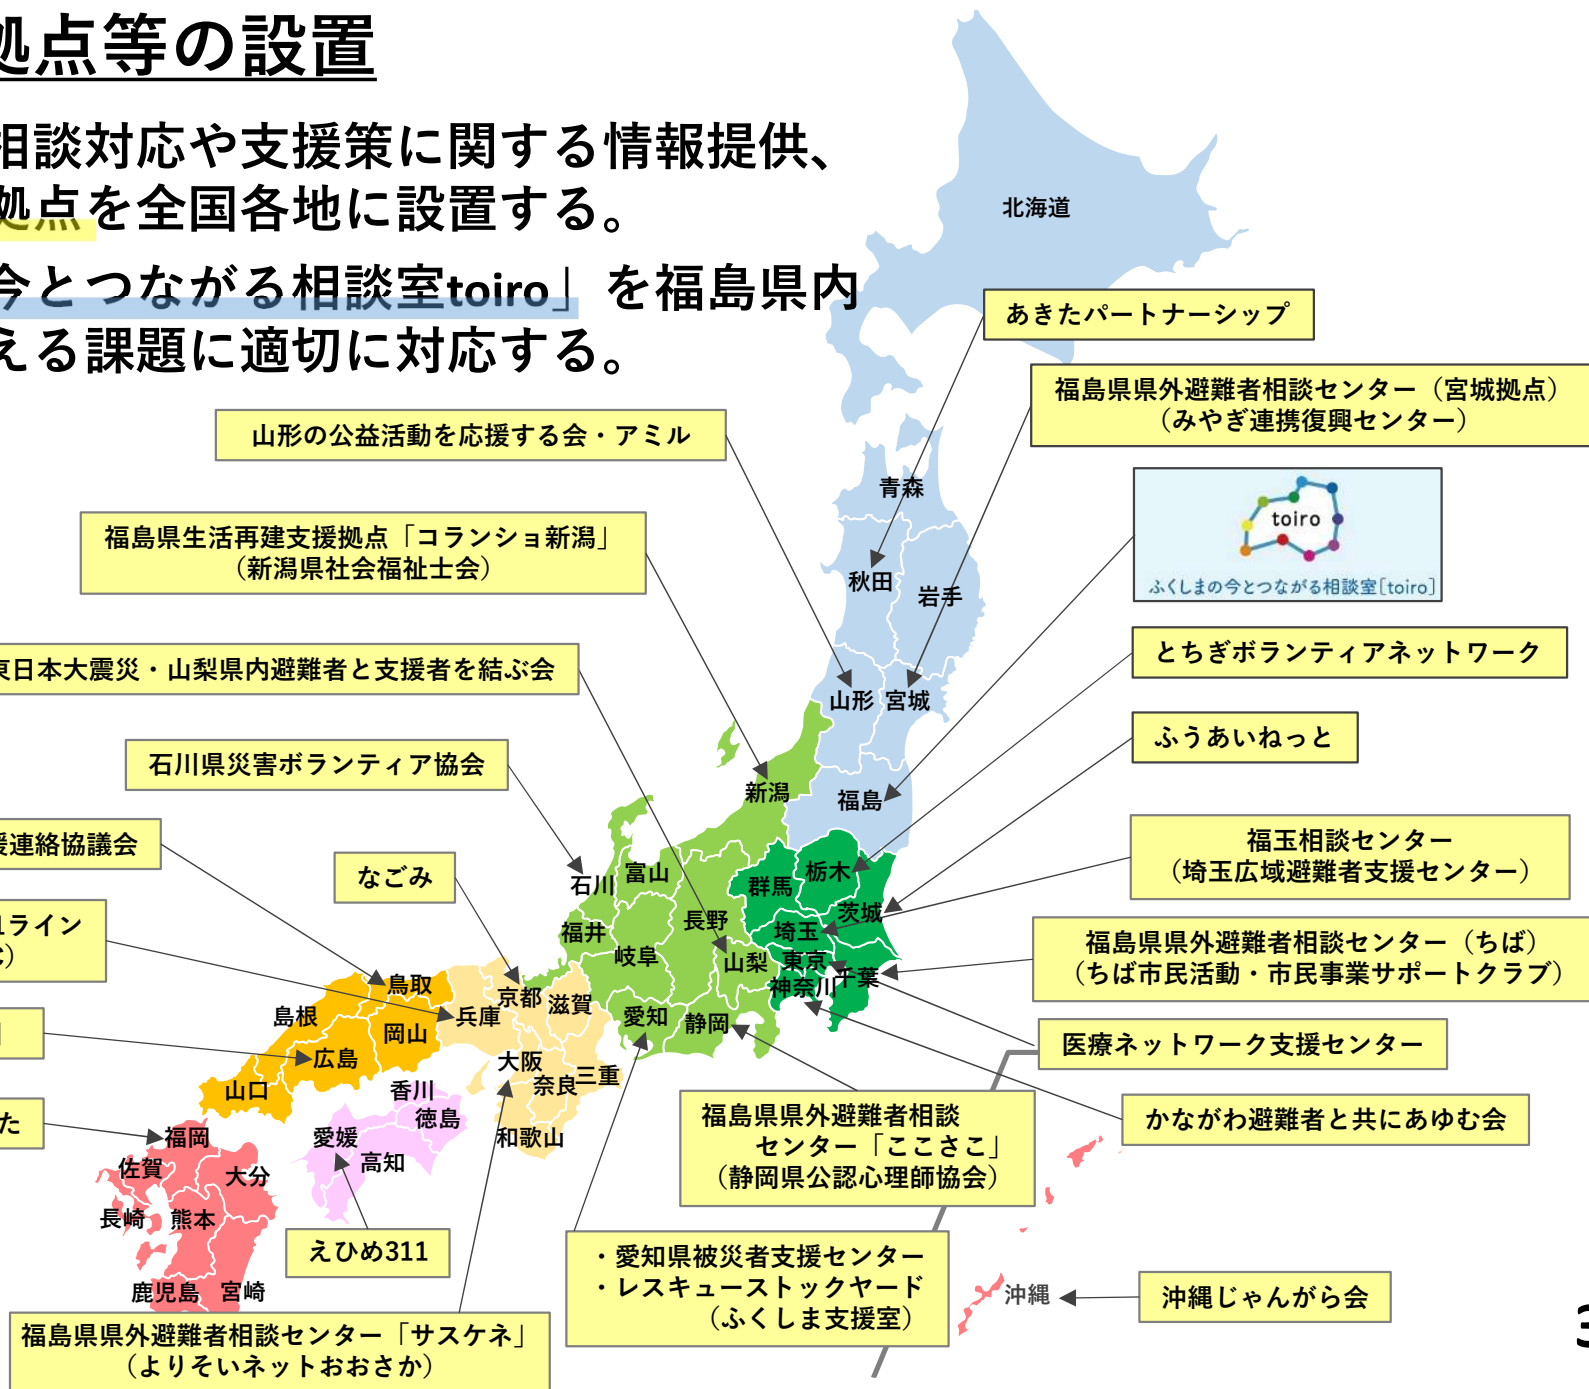 拠点等の設置
相談対応や支援策に関する情報提供、
拠点を全国各地に設置する。
今とつながる相談室toiro」を福島県内
える課題に適切に対応する。
北海道
あきたパートナーシップ
福島県県外避難者相談センター（宮城拠点）
（みやぎ連携復興センター）
山形の公益活動を応援する会・アミル
青森
toiro
ふくしまの今とつながる相談室[toiro]
福島県生活再建支援拠点「コランショ新潟」
（新潟県社会福祉士会）
秋田
岩手
東日本大震災・山梨県内避難者と支援者を結ぶ会
とちぎボランティアネットワーク
山形
宮城
ふうあいねっと
石川県災害ボランティア協会
新潟
福島
援連絡協議会
福玉相談センター
（埼玉広域避難者支援センター）
なごみ
石川
富山
群馬
栃木
茨城
長野
福井
埼玉
1ライン
岐阜
山梨
東京
千葉
神奈川
福島県県外避難者相談センター（ちば）
（ちば市民活動・市民事業サポートクラブ）
鳥取
島根
岡山
広島
山口
兵庫
京都
滋賀
愛知
静岡
大阪
奈良
三重
和歌山
医療ネットワーク支援センター
香川
徳島
愛媛
高知
福島県県外避難者相談
センター「ここさこ」
（静岡県公認心理師協会）
かながわ避難者と共にあゆむ会
た
福岡
佐賀
大分
長崎
熊本
鹿児島
宮崎
えひめ311
・愛知県被災者支援センター
・レスキューストックヤード
（ふくしま支援室）
沖縄
沖縄じゃんがら会
福島県県外避難者相談センター「サスケネ」
（よりそいネットおおさか）